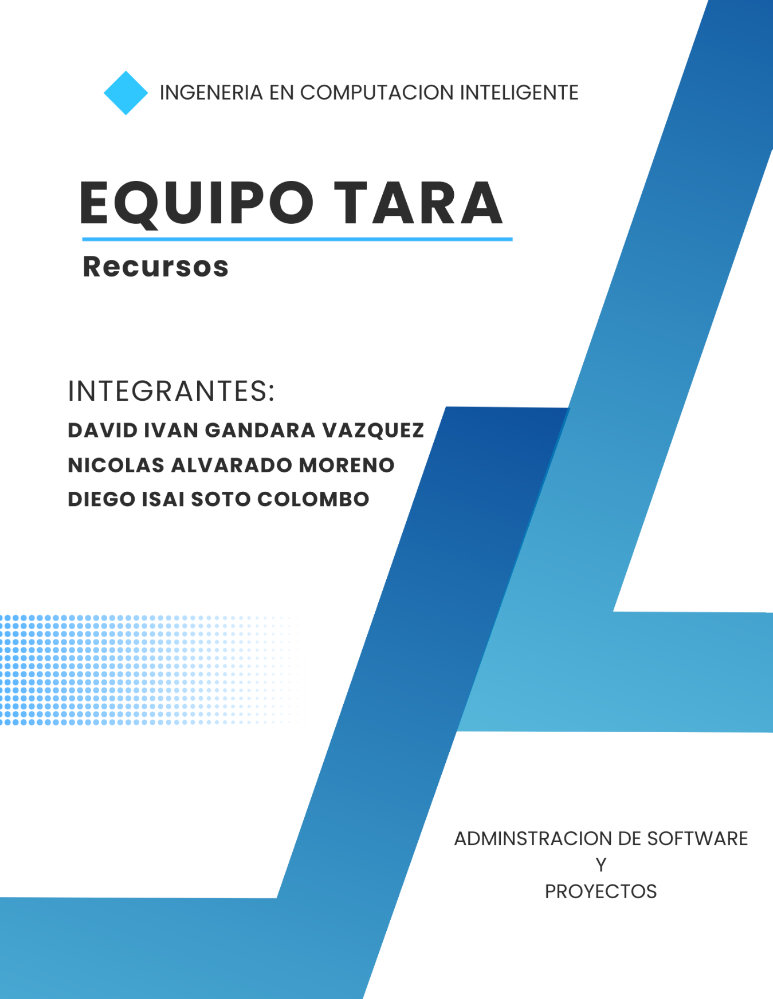 INGENERIA EN COMPUTACION INTELIGENTE
EQUIPO TARA
Recursos
INTEGRANTES:
DAVID IVAN GANDARA VAZQUEZ
NICOLAS ALVARADO MORENO
DIEGO ISAI SOTO COLOMBO
ADMINSTRACION DE SOFTWARE
Y
PROYECTOS